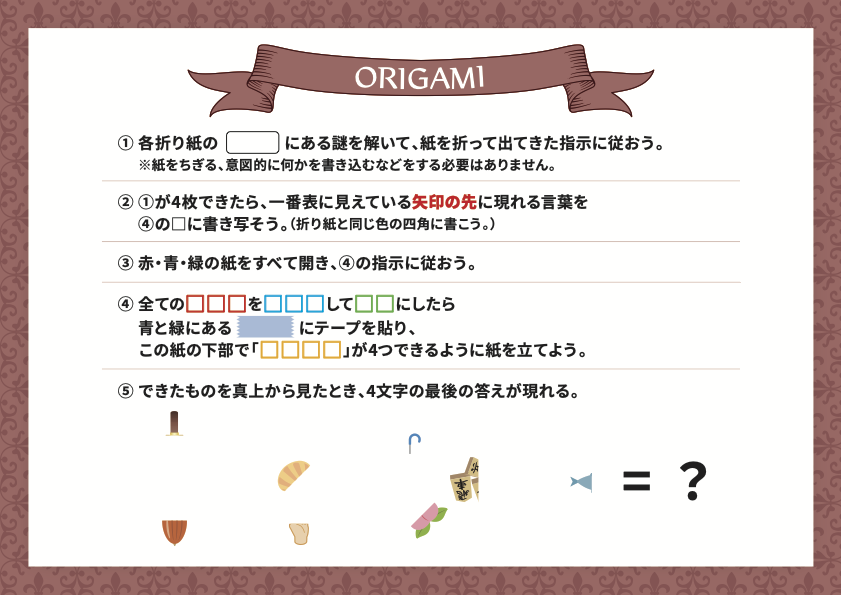 ORIGAMI
① 各折り紙の にある謎を解いて、紙を折って出てきた指示に従おう。
※紙をちぎる、意図的に何かを書き込むなどをする必要はありません。
② ①が4枚できたら、一番表に見えている矢印の先に現れる言葉を
④の□に書き写そう。(折り紙と同じ色の四角に書こう。)
③ 赤・青・緑の紙をすべて開き、④の指示に従おう。
④ 全ての□□□を□□□して□□にしたら
青と緑にある にテープを貼り、
この紙の下部で「□□□□」が4つできるように紙を立てよう。
⑤ できたものを真上から見たとき、4文字の最後の答えが現れる。
飛車
= ?